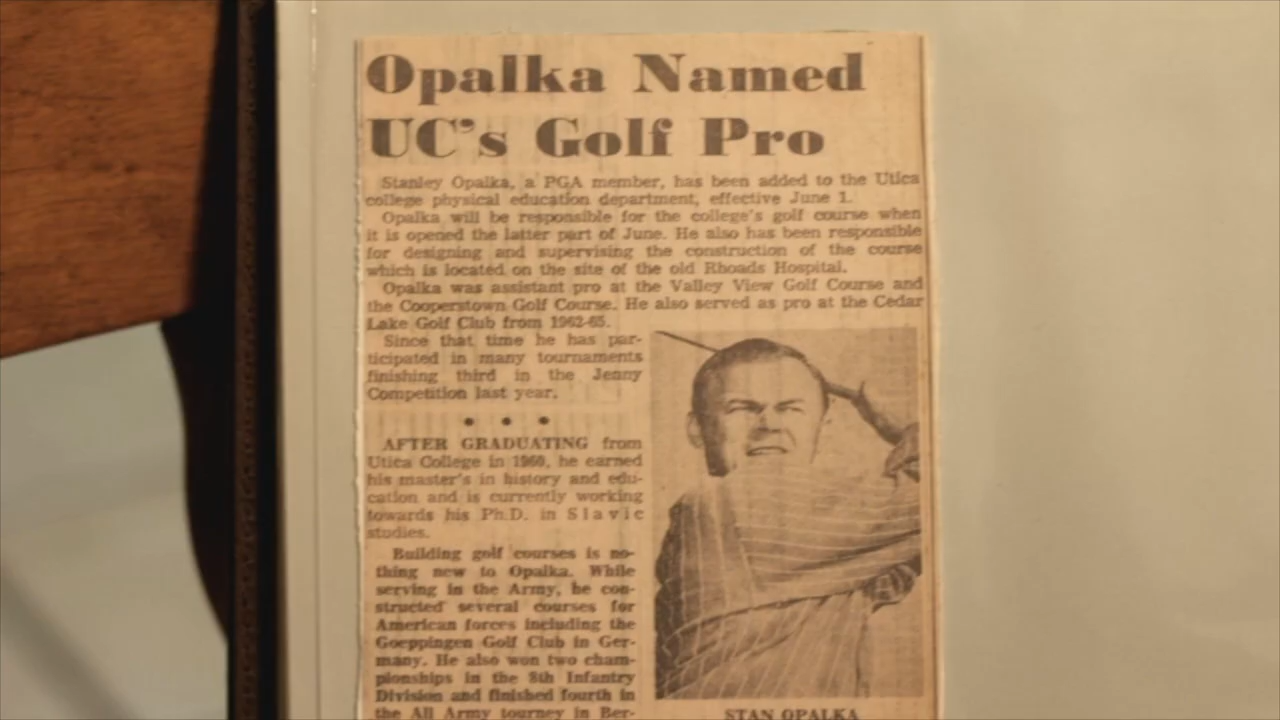 Opalka Named
UC's Golf Pro
Stanley Opalka, a PGA member, has been added to the Utica
college physical education department, effective June 1.
Opalka will be responsible for the college's golf course when
it is opened the latter part of June. He also has been responsible
for designing and supervising the construction of the course
which is located on the site of the old Rhoads Hospital.
Opalka was assistant pro at the Valley View Golf Course and
the Cooperstown Golf Course. He also served as pro at the Cedar
Lake Golf Club from 1962-65.
Since that time he has par-
ticipated in many tournaments
finishing third in the Jenny
Competition last year.
• • •
AFTER GRADUATING from
Utica College in 1960, he earned
his master's in history and edu-
cation and is currently working
towards his Ph.D. in Slavic
studies.
Building golf courses is no-
thing new to Opalka. While
serving in the Army, he con-
structed several courses for
American forces including the
Goeppingen Golf Club in Ger-
many. He also won two cham-
pionships in the 8th Infantry
Division and finished fourth in
the All Army tourney in Ber-
STAN OPALKA